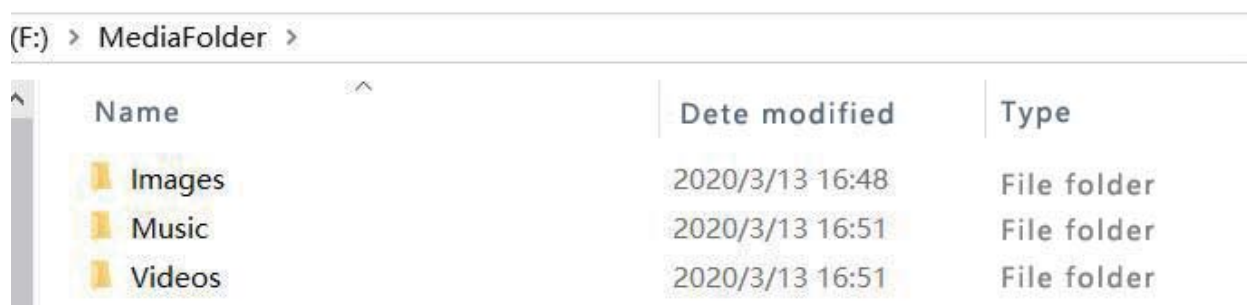 (F:) > MediaFolder >
Name Dete modified Type
Images 2020/3/13 16:48 File folder
Music 2020/3/13 16:51 File folder
Videos 2020/3/13 16:51 File folder